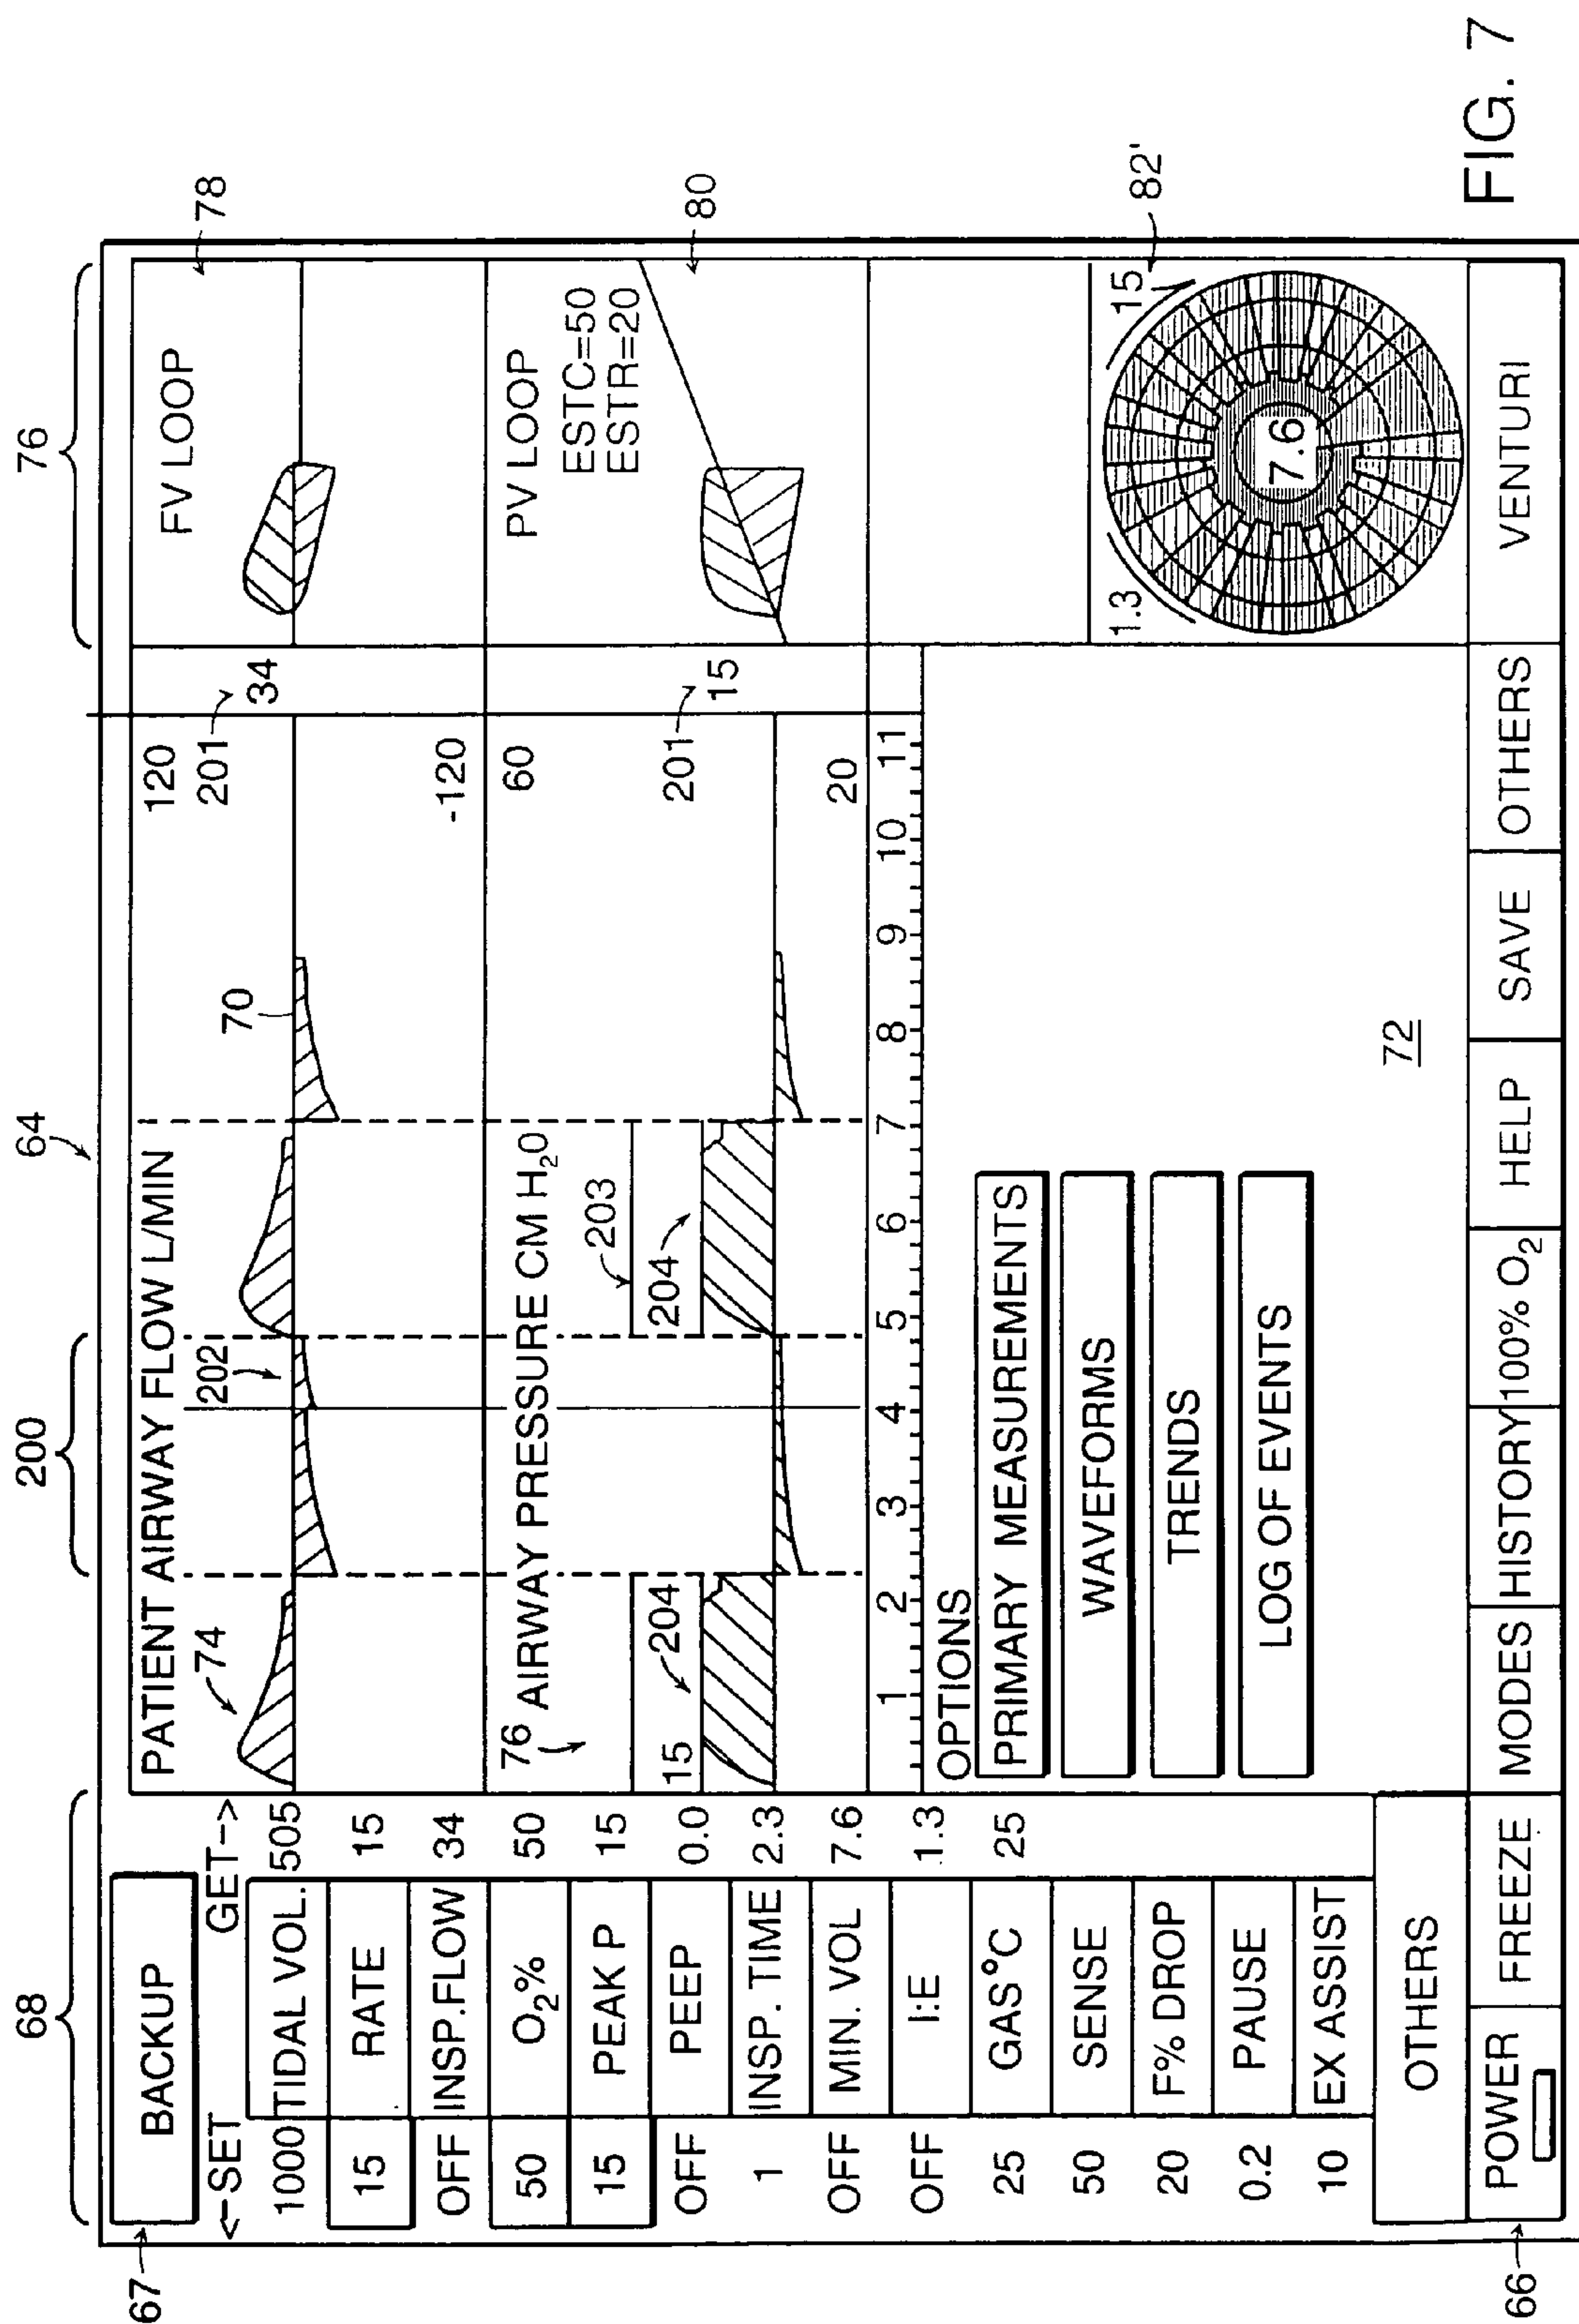 68
64
200
76
67
BACKUP
<-SET GET->
1000 TIDAL VOL. 505
15 RATE 15
OFF INSP.FLOW 34
50 O₂% 50
15 PEAK P 15
OFF PEEP 0.0
1 INSP. TIME 2.3
OFF MIN. VOL 7.6
OFF I:E 1.3
25 GAS°C 25
50 SENSE
20 F% DROP
0.2 PAUSE
10 EX ASSIST
OTHERS
PATIENT AIRWAY FLOW L/MIN
120
74
202
70
201
34
-120
76
AIRWAY PRESSURE CM H₂O
60
203
15
204
204
201
15
20
1 2 3 4 5 6 7 8 9 10 11
FV LOOP
78
PV LOOP
ESTC=50
ESTR=20
80
OPTIONS
PRIMARY MEASUREMENTS
WAVEFORMS
TRENDS
LOG OF EVENTS
72
1.3
15
82'
7.6
66
POWER FREEZE MODES HISTORY 100% O₂ HELP SAVE OTHERS VENTURI
FIG. 7